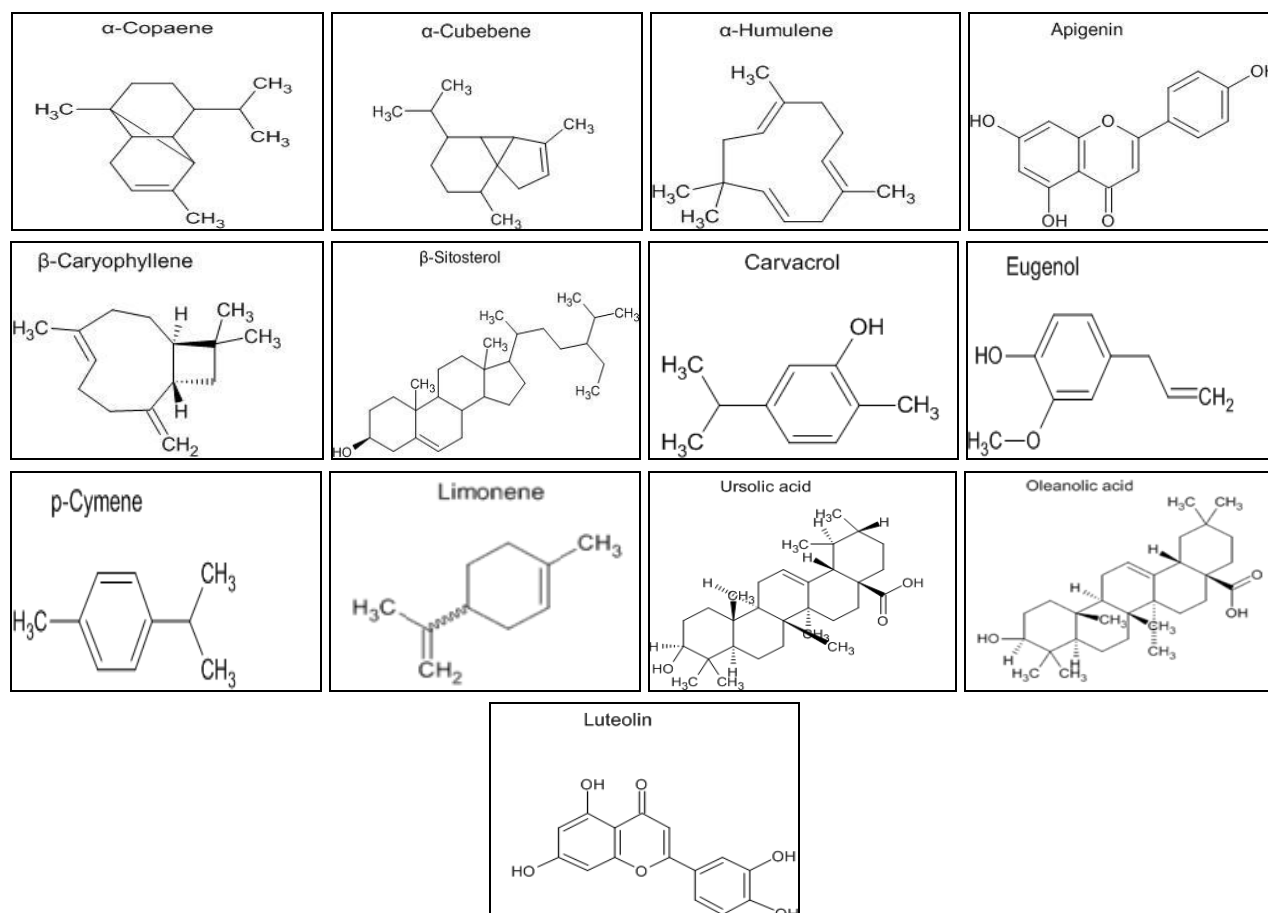 α-Copaene
H₃C
CH₃
CH₃
CH₃
α-Cubebene
CH₃
H₃C
CH₃
CH₃
α-Humulene
H₃C
H₃C
H₃C
CH₃
Apigenin
OH
HO
O
OH
O
β-Caryophyllene
H₃C
H
CH₃
CH₃
H
CH₂
β-Sitosterol
H₃C
CH₃
CH₃
H₃C
CH₃
CH₃
CH₃
HO
Carvacrol
OH
H₃C
CH₃
CH₃
Eugenol
HO
H₃C
O
CH₂
p-Cymene
H₃C
CH₃
CH₃
Limonene
CH₃
H₃C
CH₂
Ursolic acid
H₃C
H
H
H₃C
H
H
CH₃
OH
O
CH₃
CH₃
H
HO
H
H₃C
CH₃
Oleanolic acid
H₃C
CH₃
H
H
O
OH
CH₃
CH₃
CH₃
HO
H
H
H₃C
CH₃
Luteolin
OH
O
HO
O
OH
OH